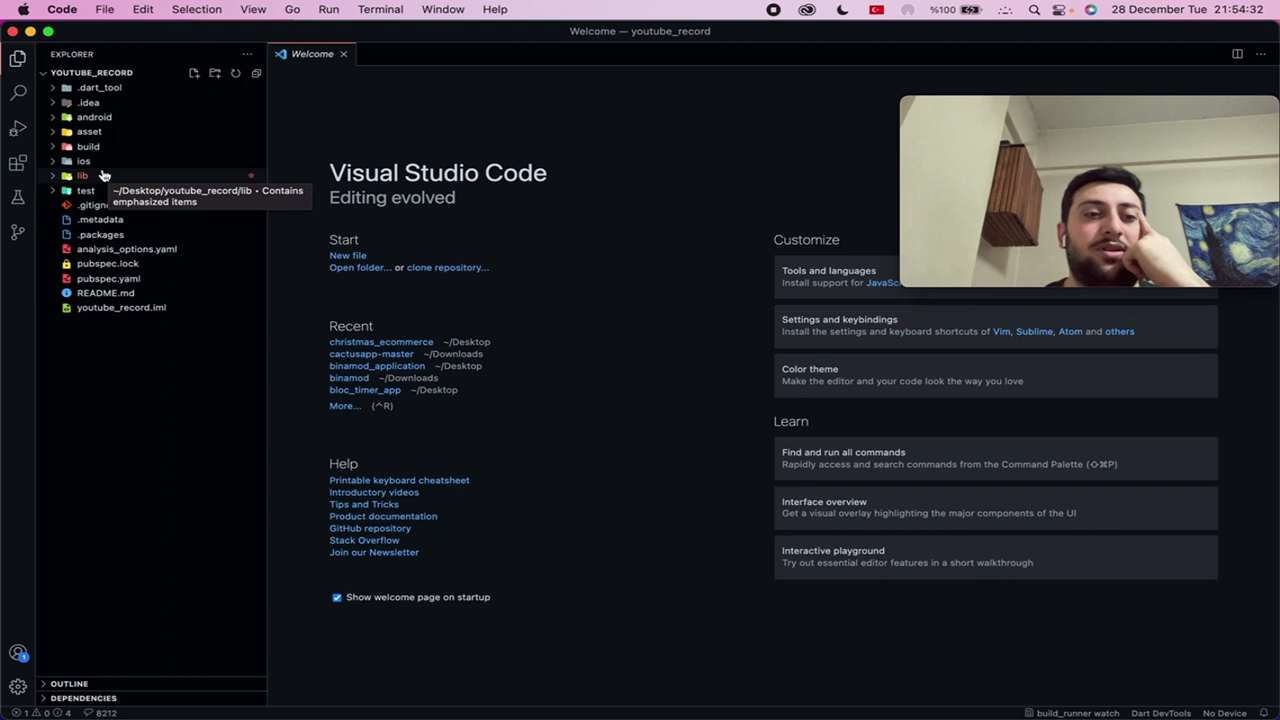 Code File Edit Selection View Go Run Terminal Window Help %100 28 December Tue 21:54:32
Welcome — youtube_record
EXPLORER
Welcome
YOUTUBE_RECORD
.dart_tool
.idea
android
asset
build
ios
lib
test
~/Desktop/youtube_record/lib • Contains
emphasized items
.gitign
.metadata
.packages
analysis_options.yaml
pubspec.lock
pubspec.yaml
README.md
youtube_record.iml
Visual Studio Code
Editing evolved
Start
New file
Open folder... or clone repository...
Recent
christmas_ecommerce ~/Desktop
cactusapp-master ~/Downloads
binamod_application ~/Desktop
binamod ~/Downloads
bloc_timer_app ~/Desktop
More... (^R)
Help
Printable keyboard cheatsheet
Introductory videos
Tips and Tricks
Product documentation
GitHub repository
Stack Overflow
Join our Newsletter
Show welcome page on startup
Customize
Tools and languages
Install support for JavaSc
Settings and keybindings
Install the settings and keyboard shortcuts of Vim, Sublime, Atom and others
Color theme
Make the editor and your code look the way you love
Learn
Find and run all commands
Rapidly access and search commands from the Command Palette (⇧⌘P)
Interface overview
Get a visual overlay highlighting the major components of the UI
Interactive playground
Try out essential editor features in a short walkthrough
1
OUTLINE
DEPENDENCIES
1 0 4 8212
build_runner watch Dart DevTools No Device